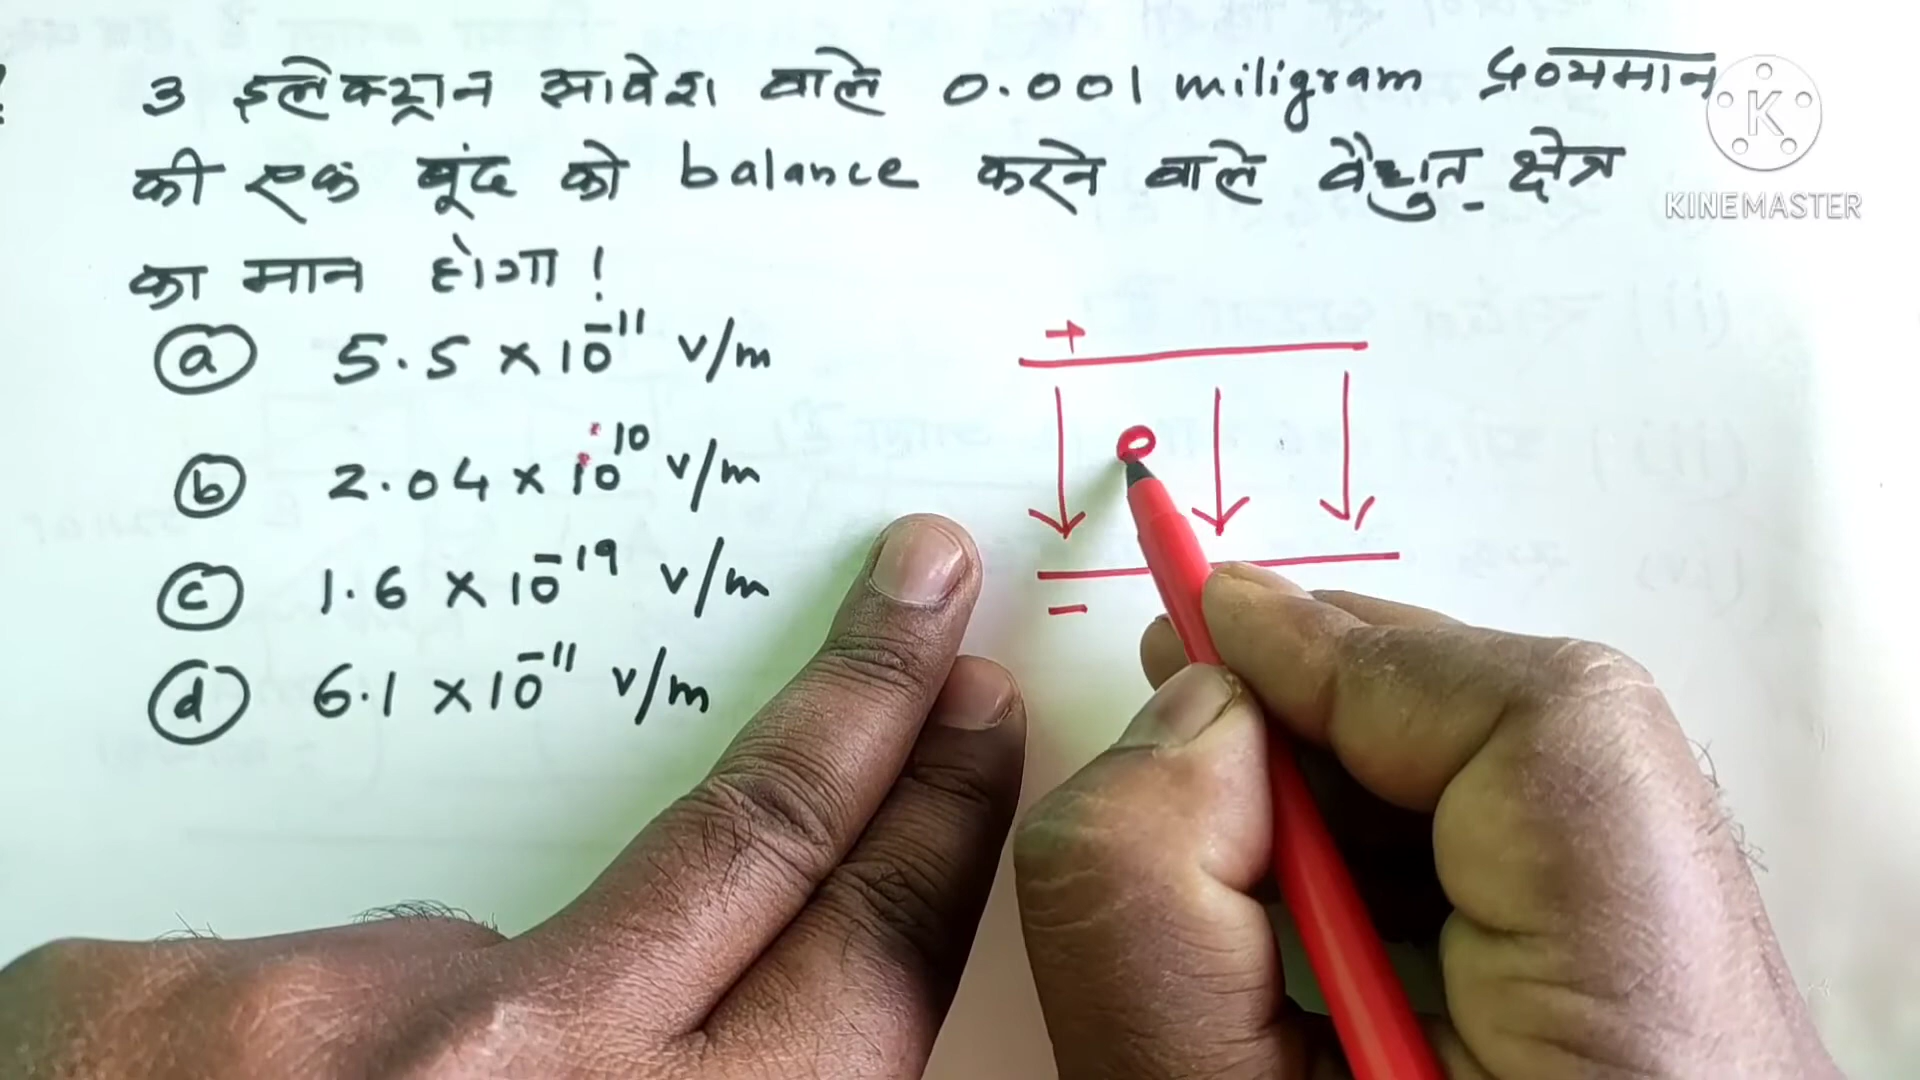 3 इलेक्ट्रान आवेश वाले 0.001 miligram द्रव्यमान
की एक बूंद को balance करने वाले वैद्युत क्षेत्र
का मान होगा !
(a) 5.5 × 10⁻¹¹ v/m
(b) 2.04 × 10¹⁰ v/m
(c) 1.6 × 10⁻¹⁹ v/m
(d) 6.1 × 10⁻¹¹ v/m
+
−
K
KINEMASTER